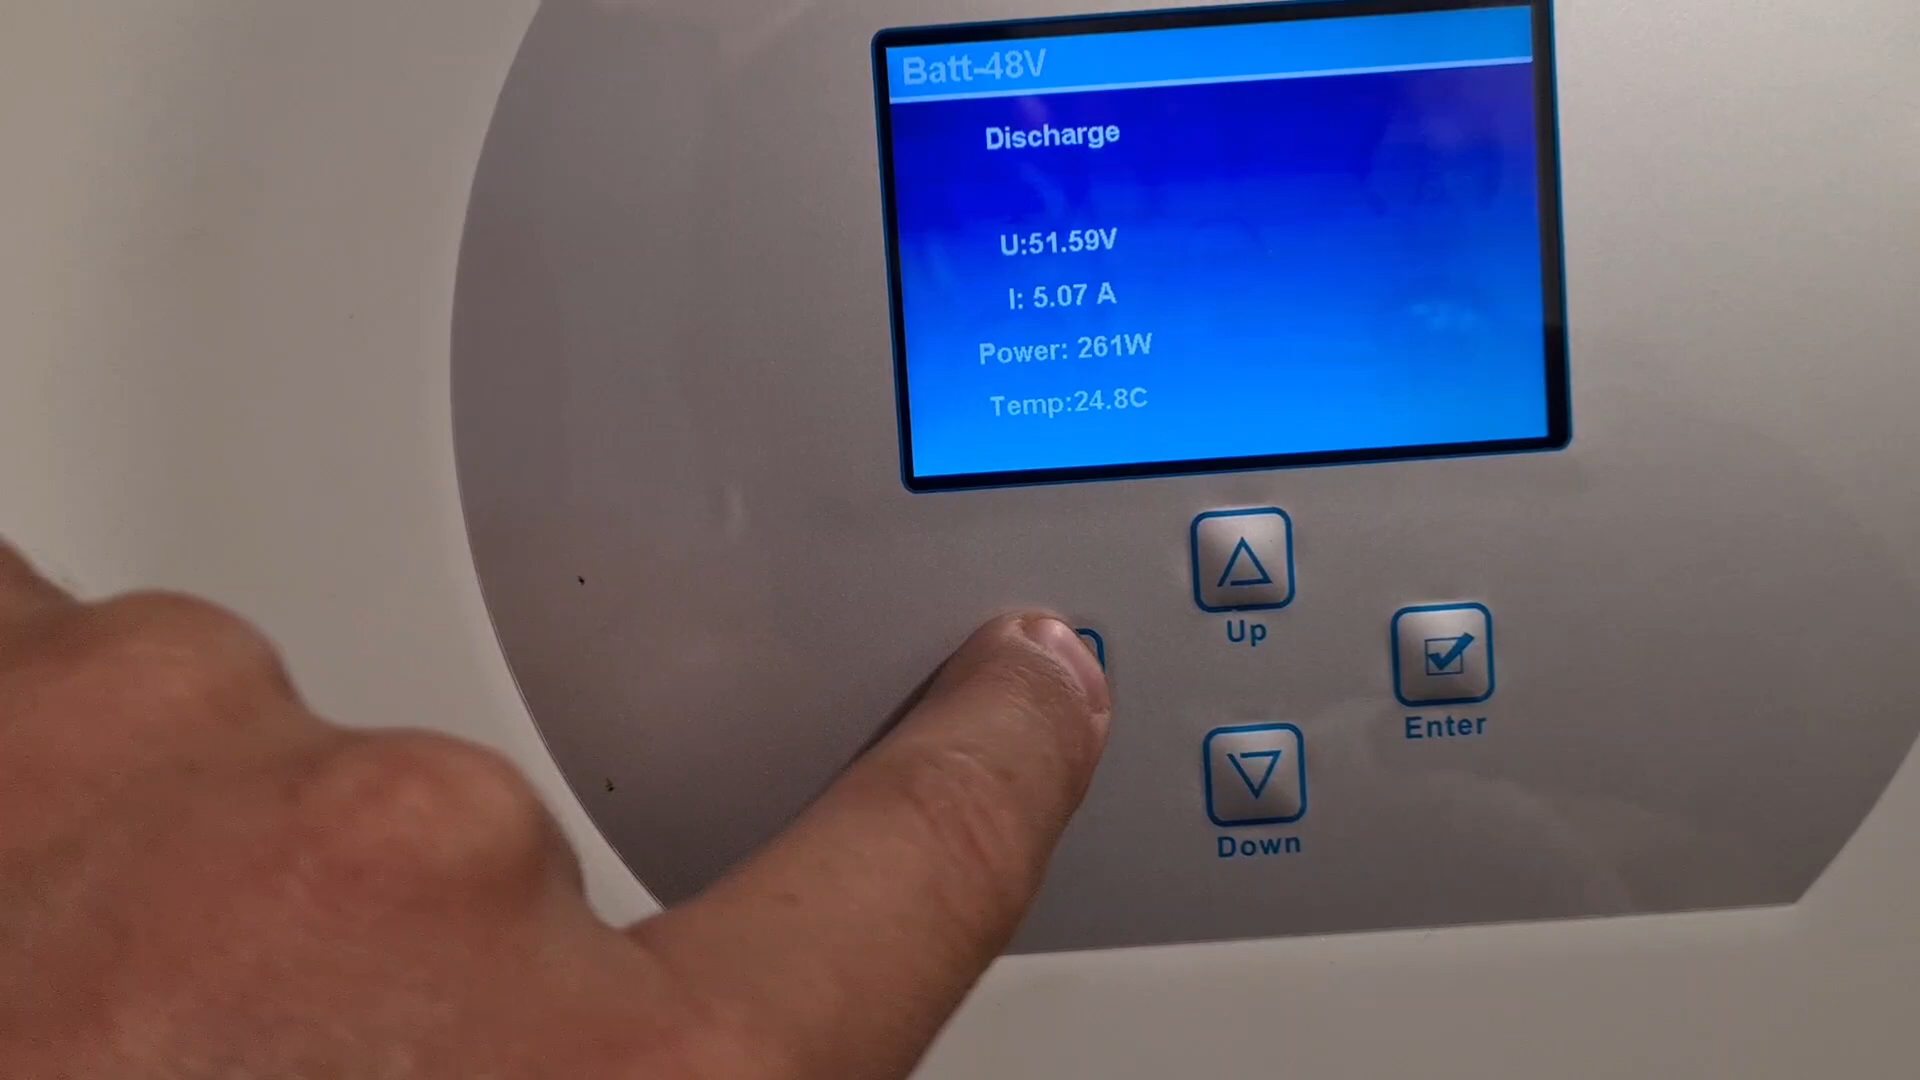 Batt-48V
Discharge
U:51.59V
I: 5.07 A
Power: 261W
Temp:24.8C
Up
Enter
Down